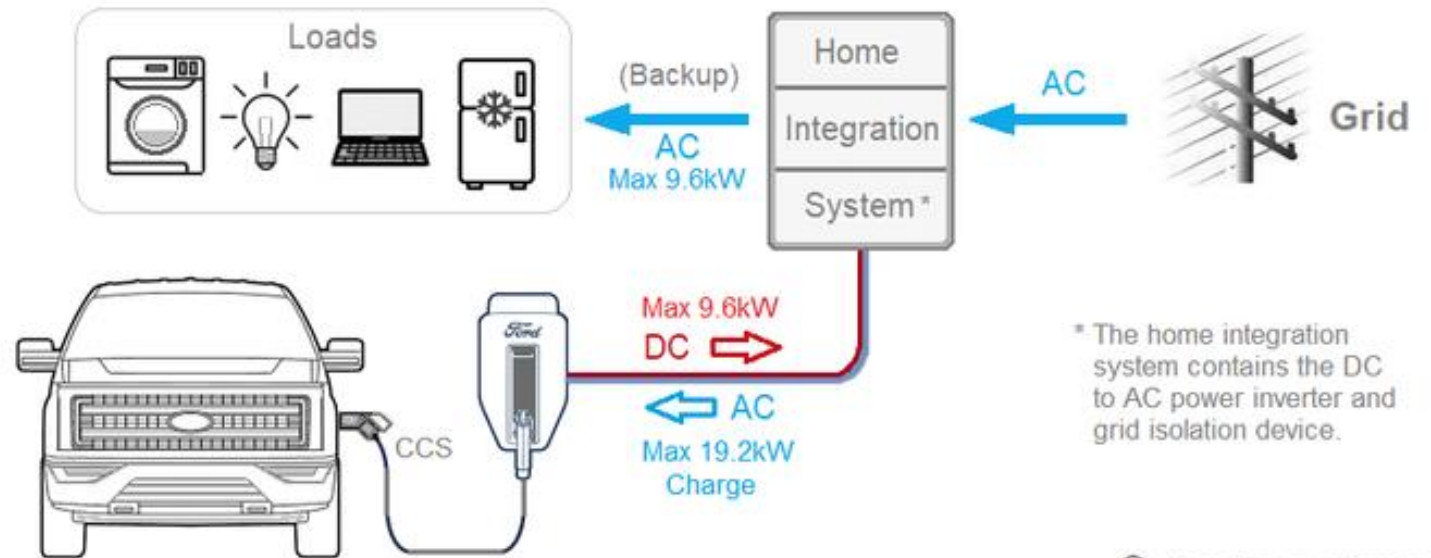 Loads
(Backup)
AC
Max 9.6kW
Home
Integration
System *
AC
Grid
Ford
CCS
Max 9.6kW
DC
AC
Max 19.2kW
Charge
* The home integration
system contains the DC
to AC power inverter and
grid isolation device.